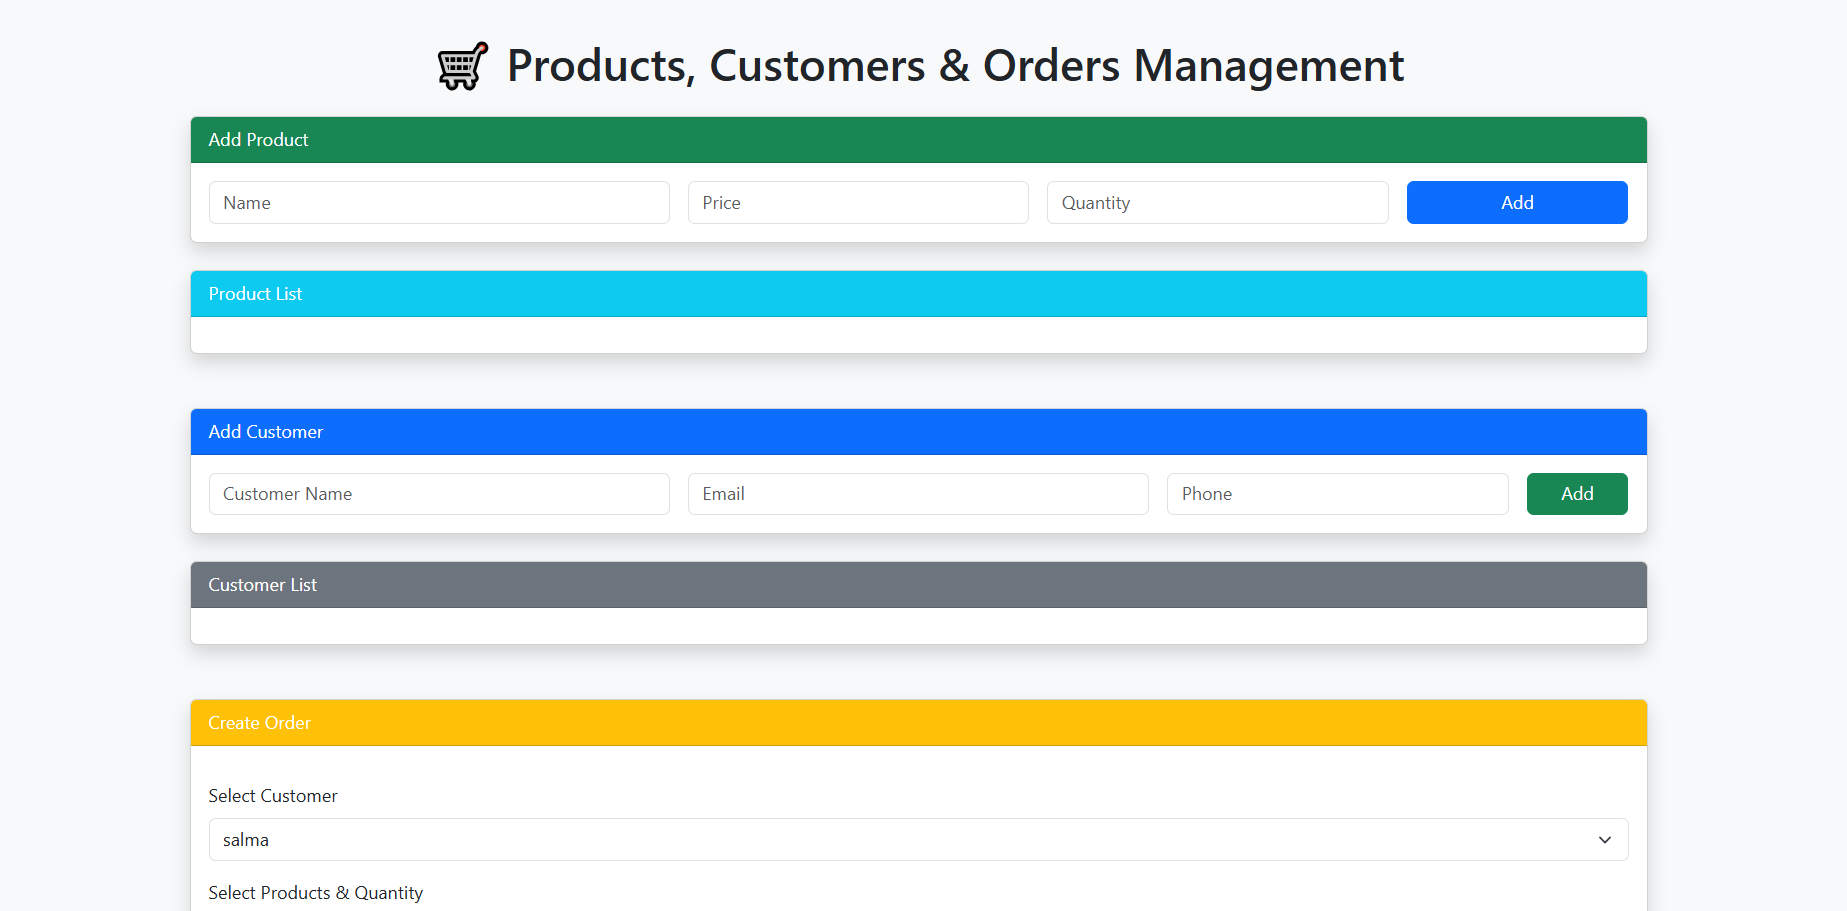 Products, Customers & Orders Management
Add Product
Name Price Quantity Add
Product List
Add Customer
Customer Name Email Phone Add
Customer List
Create Order
Select Customer
salma
Select Products & Quantity